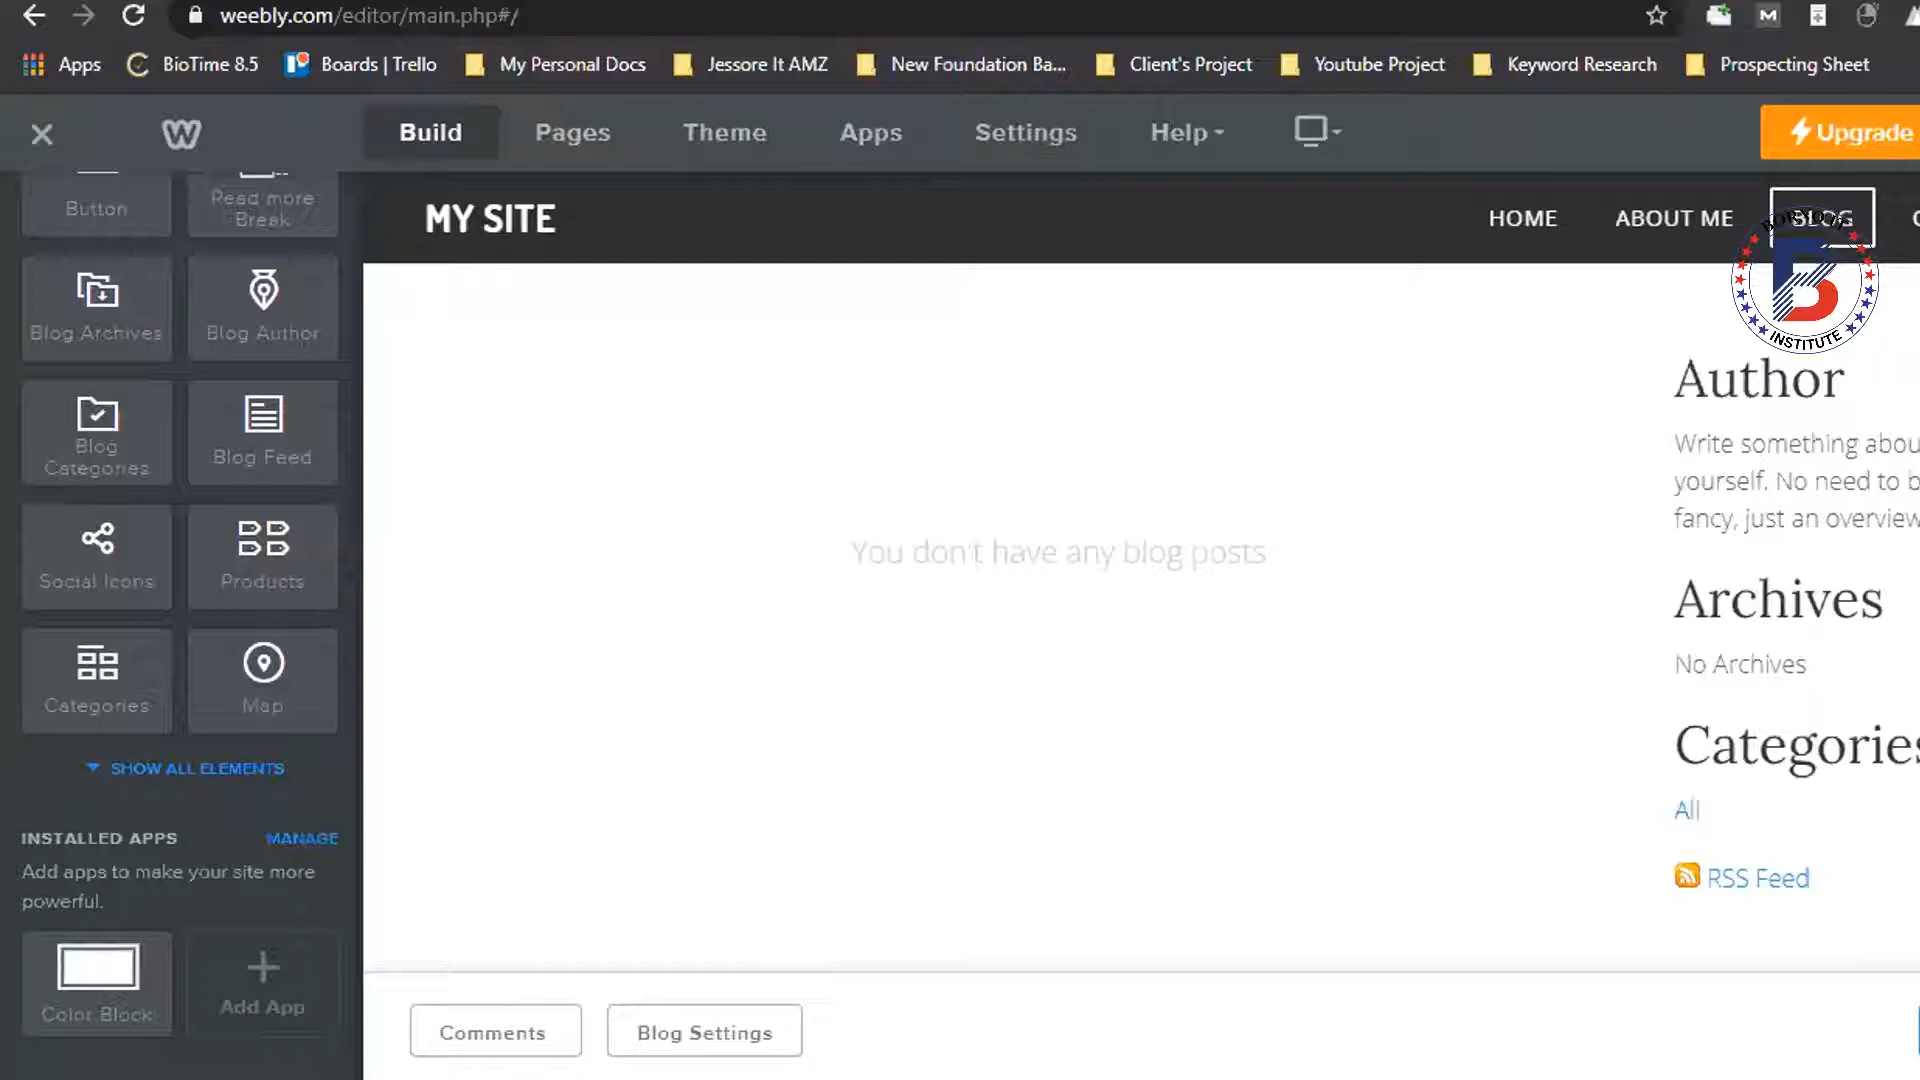 weebly.com/editor/main.php#/
Apps
BioTime 8.5
Boards | Trello
My Personal Docs
Jessore It AMZ
New Foundation Ba...
Client's Project
Youtube Project
Keyword Research
Prospecting Sheet
Build
Pages
Theme
Apps
Settings
Help
Upgrade
Button
Read more
Break
MY SITE
HOME
ABOUT ME
BLOG
INSTITUTE
Blog Archives
Blog Author
Author
Write something abou
yourself. No need to b
fancy, just an overview
Blog
Categories
Blog Feed
You don't have any blog posts
Social Icons
Products
Archives
No Archives
Categories
Map
Categories
All
SHOW ALL ELEMENTS
INSTALLED APPS
MANAGE
Add apps to make your site more
powerful.
RSS Feed
Color Block
Add App
Comments
Blog Settings